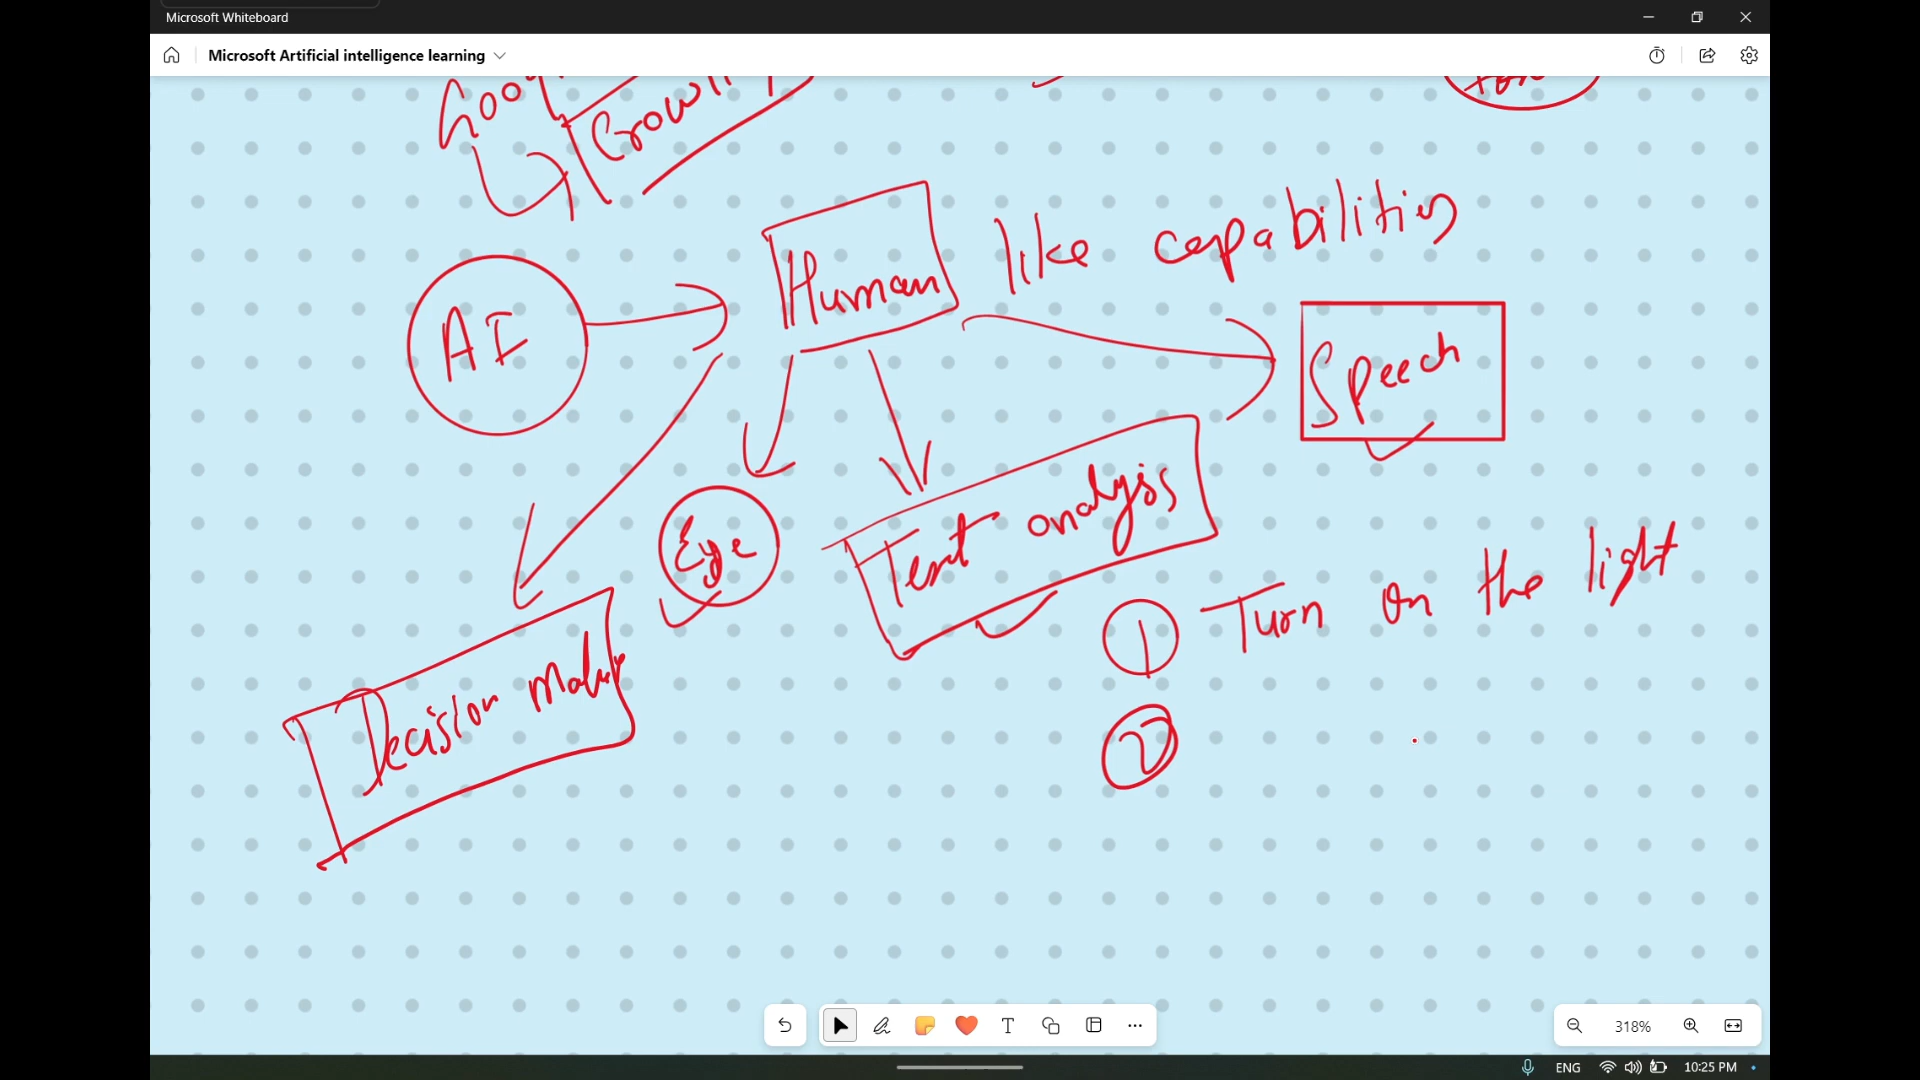 Microsoft Whiteboard
Microsoft Artificial intelligence learning
Human like capabilities
AI
Speech
Eye
Text analysis
① Turn on the light
Decision
②
318%
ENG
10:25 PM